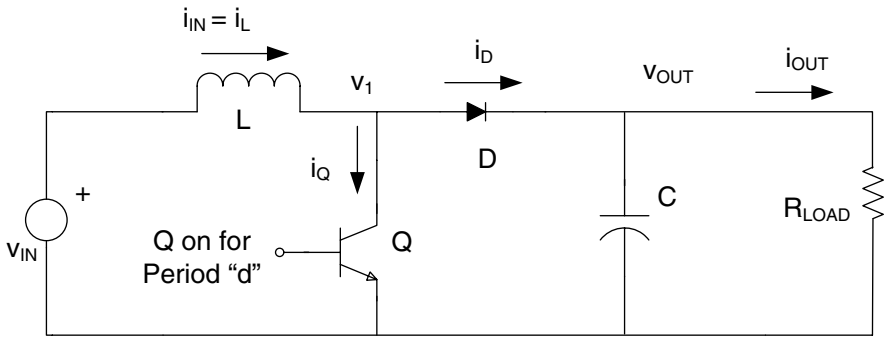 i_IN = i_L
L
v_1
i_D
D
v_OUT
i_OUT
i_Q
+
v_IN
Q on for
Period “d”
Q
C
R_LOAD